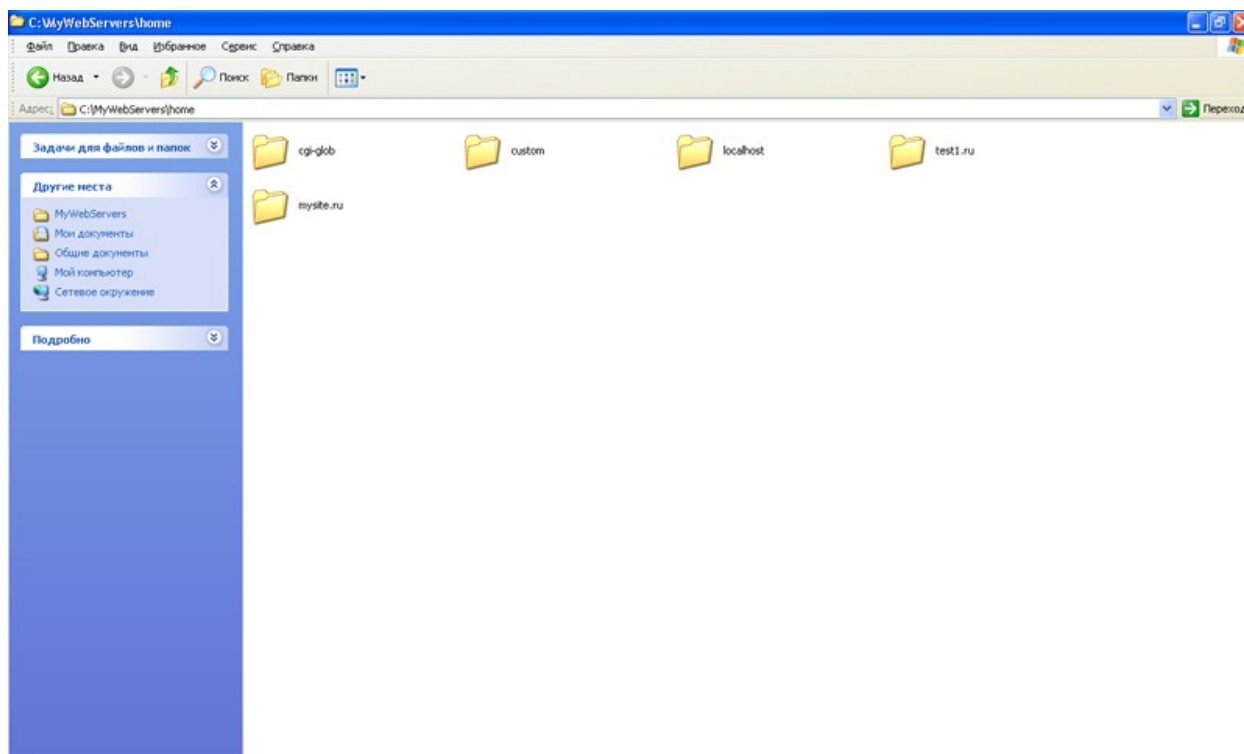 C:\MyWebServers\home
Файл Правка Вид Избранное Сервис Справка
Назад Поиск Папки
Адрес: C:\MyWebServers\home Переход
Задачи для файлов и папок
Другие места
MyWebServers
Мои документы
Общие документы
Мой компьютер
Сетевое окружение
Подробно
cgi-glob custom localhost test1.ru
mysite.ru